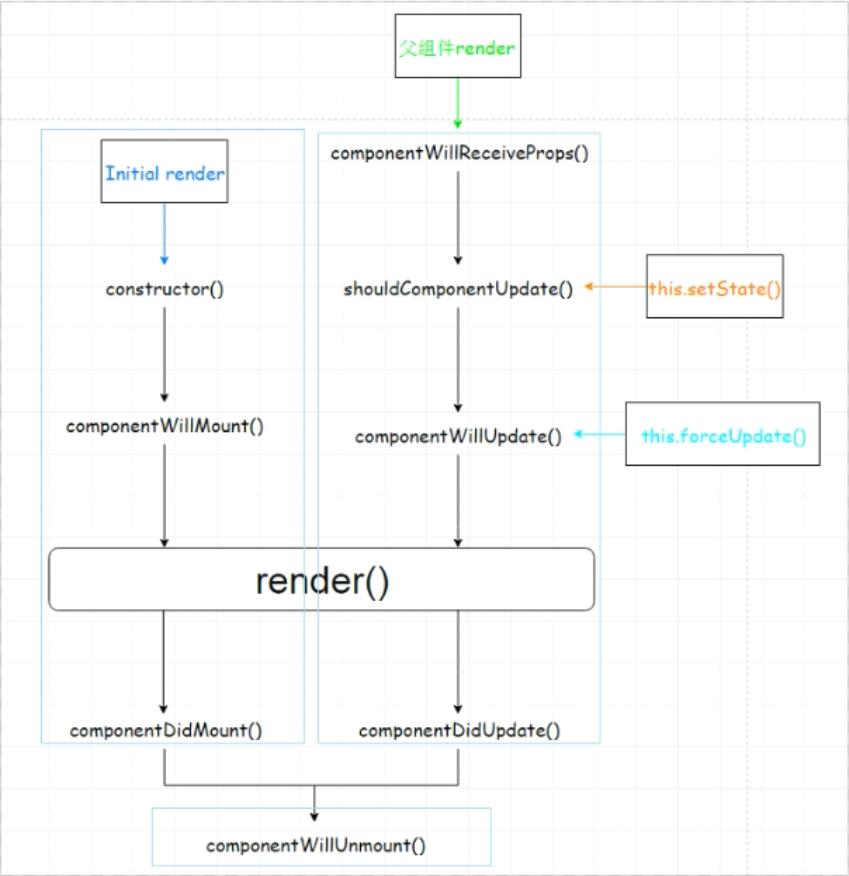 父组件render
Initial render
componentWillReceiveProps()
constructor()
shouldComponentUpdate()
this.setState()
componentWillMount()
componentWillUpdate()
this.forceUpdate()
render()
componentDidMount()
componentDidUpdate()
componentWillUnmount()